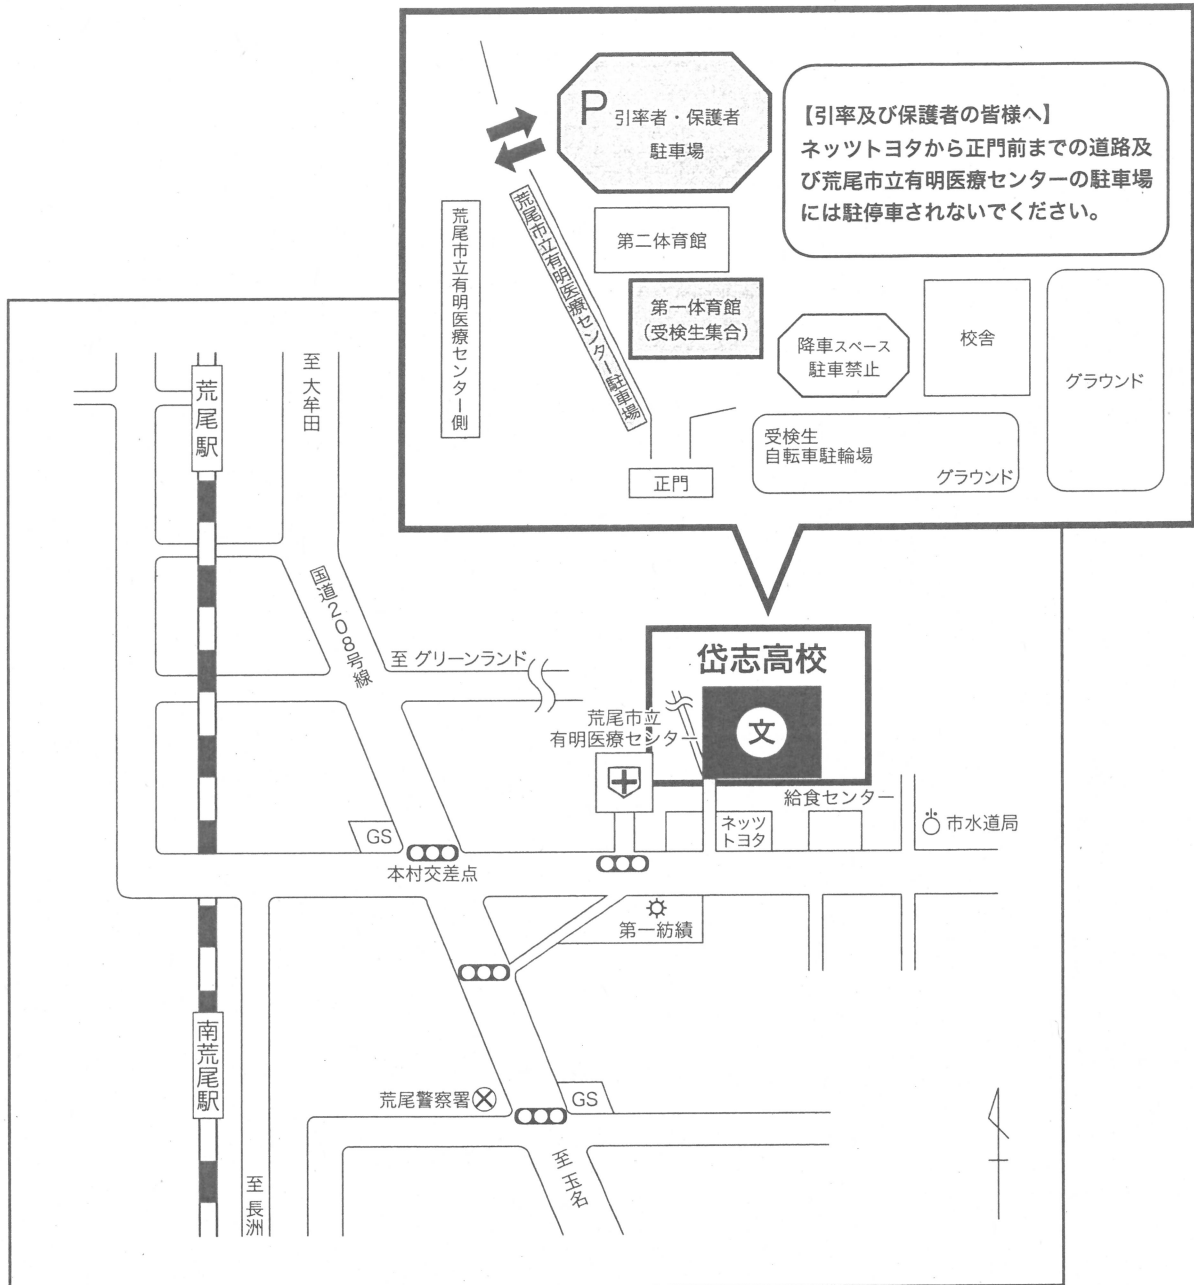 P 引率者・保護者
駐車場
【引率及び保護者の皆様へ】
ネッツトヨタから正門前までの道路及
び荒尾市立有明医療センターの駐車場
には駐停車されないでください。
荒尾市立有明医療センター側
荒尾市立有明医療センター駐車場
第二体育館
第一体育館
（受検生集合）
降車スペース
駐車禁止
校舎
グラウンド
受検生
自転車駐輪場
グラウンド
正門
荒尾駅
至 大牟田
国道208号線
至 グリーンランド
岱志高校
文
荒尾市立
有明医療センター
給食センター
ネッツ
トヨタ
市水道局
GS
本村交差点
第一紡績
南荒尾駅
荒尾警察署
GS
至 玉名
至 長洲